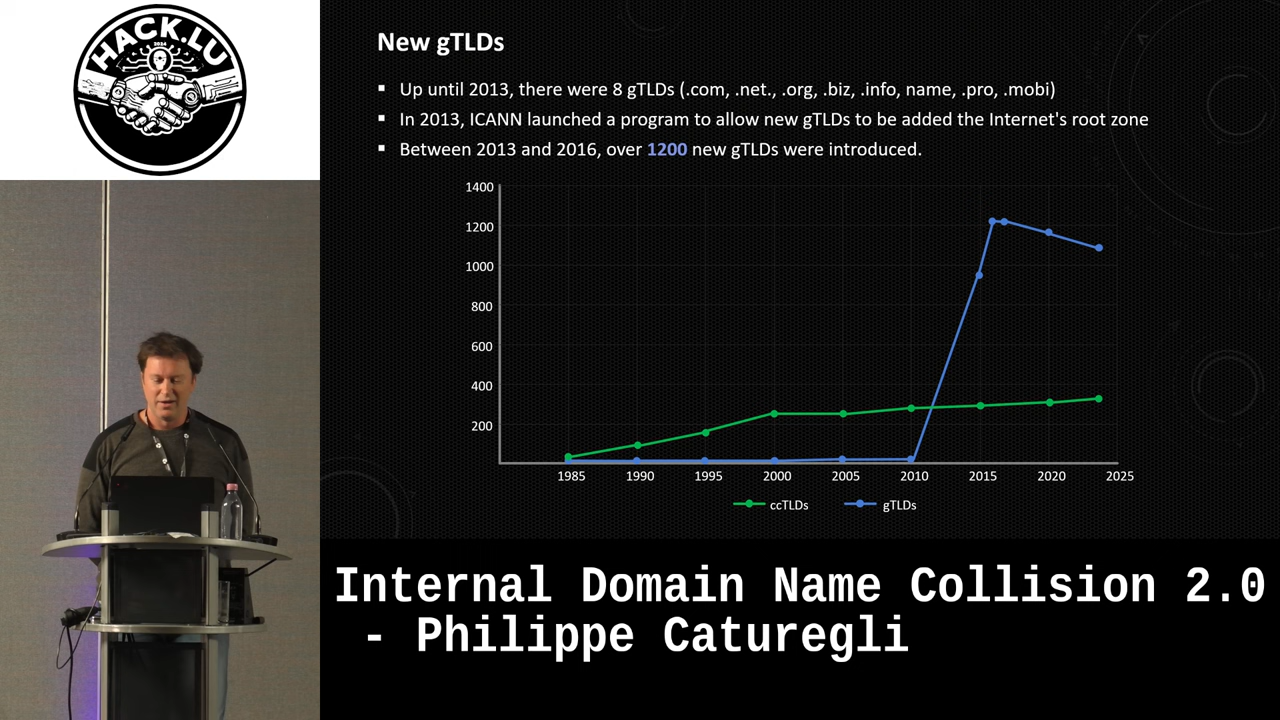 HACK.LU
2024
New gTLDs
▪ Up until 2013, there were 8 gTLDs (.com, .net., .org, .biz, .info, name, .pro, .mobi)
▪ In 2013, ICANN launched a program to allow new gTLDs to be added the Internet's root zone
▪ Between 2013 and 2016, over 1200 new gTLDs were introduced.
1400
1200
1000
800
600
400
200
1985 1990 1995 2000 2005 2010 2015 2020 2025
ccTLDs gTLDs
Internal Domain Name Collision 2.0
- Philippe Caturegli